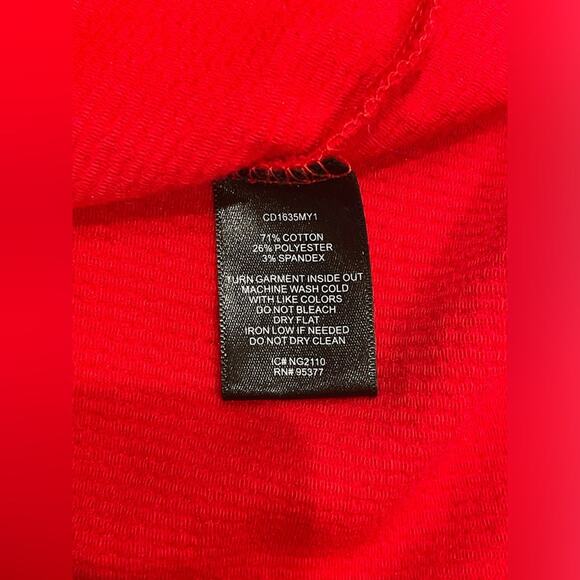 CD1635MY1
71% COTTON
26% POLYESTER
3% SPANDEX
TURN GARMENT INSIDE OUT
MACHINE WASH COLD
WITH LIKE COLORS
DO NOT BLEACH
DRY FLAT
IRON LOW IF NEEDED
DO NOT DRY CLEAN
IC# NG2110
RN# 95377